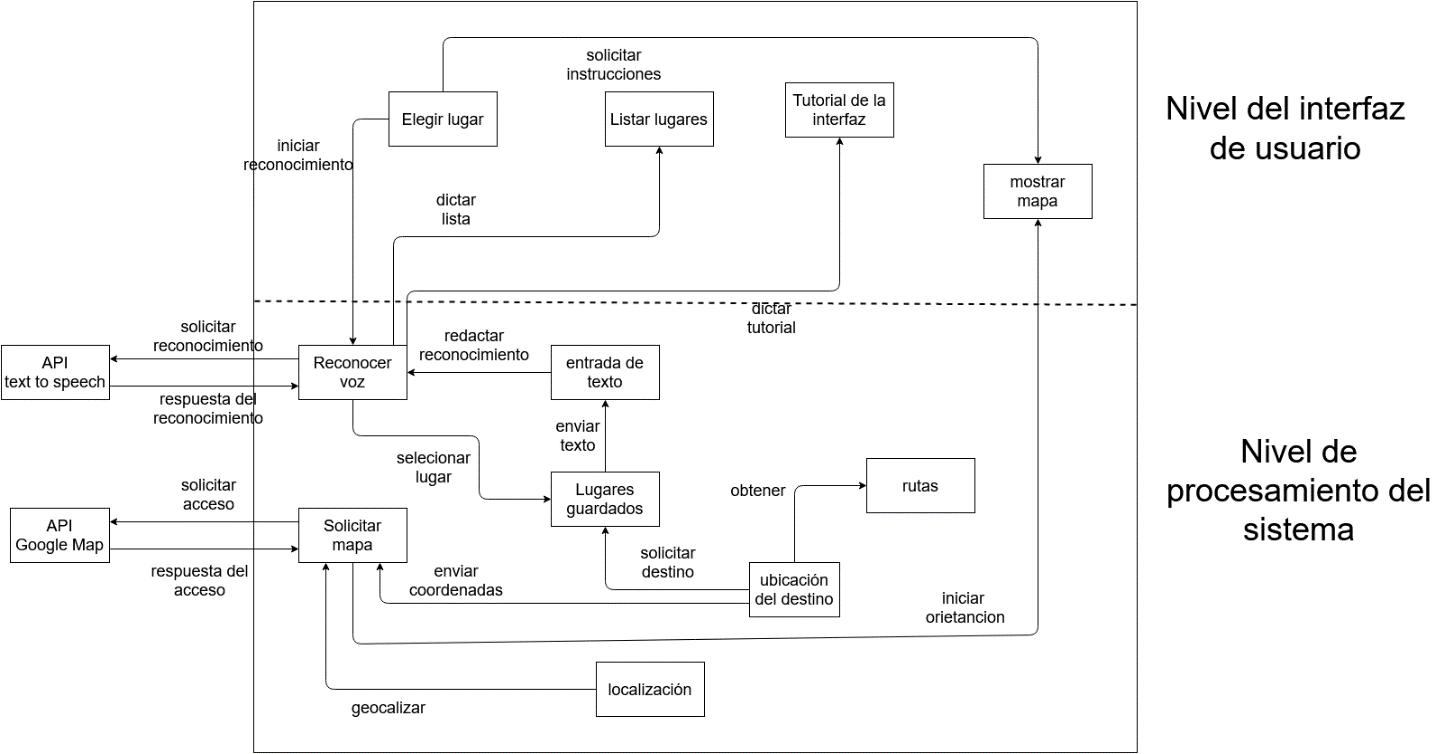 solicitar
instrucciones
Elegir lugar
Listar lugares
Tutorial de la
interfaz
Nivel del interfaz
de usuario
iniciar
reconocimiento
mostrar
mapa
dictar
lista
dictar
tutorial
solicitar
reconocimiento
redactar
reconocimiento
API
text to speech
Reconocer
voz
entrada de
texto
respuesta del
reconocimiento
enviar
texto
selecionar
lugar
Nivel de
procesamiento del
sistema
solicitar
acceso
Lugares
guardados
obtener
rutas
API
Google Map
Solicitar
mapa
solicitar
destino
respuesta del
acceso
enviar
coordenadas
ubicación
del destino
iniciar
orietancion
localización
geocalizar